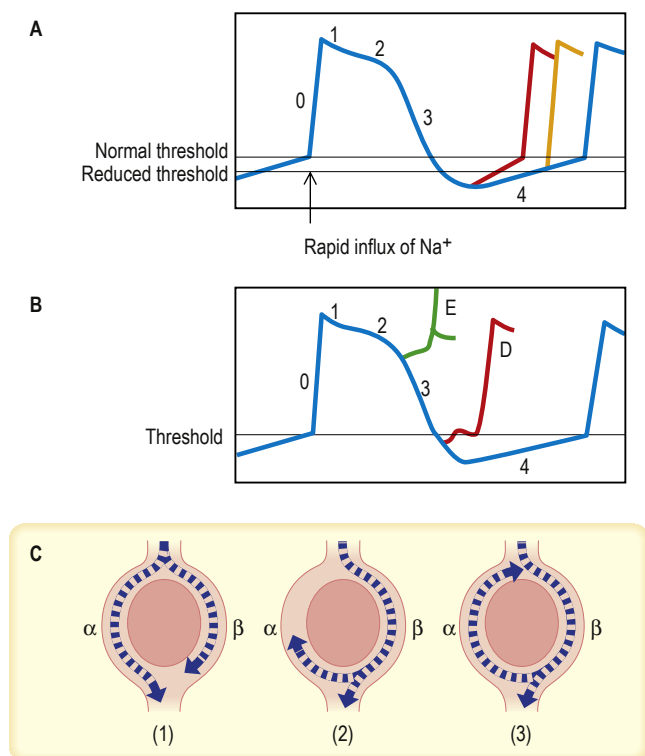 A
1
2
0
3
Normal threshold
Reduced threshold
4
Rapid influx of Na⁺
B
E
1
2
D
0
3
Threshold
4
C
α β α β α β
(1) (2) (3)